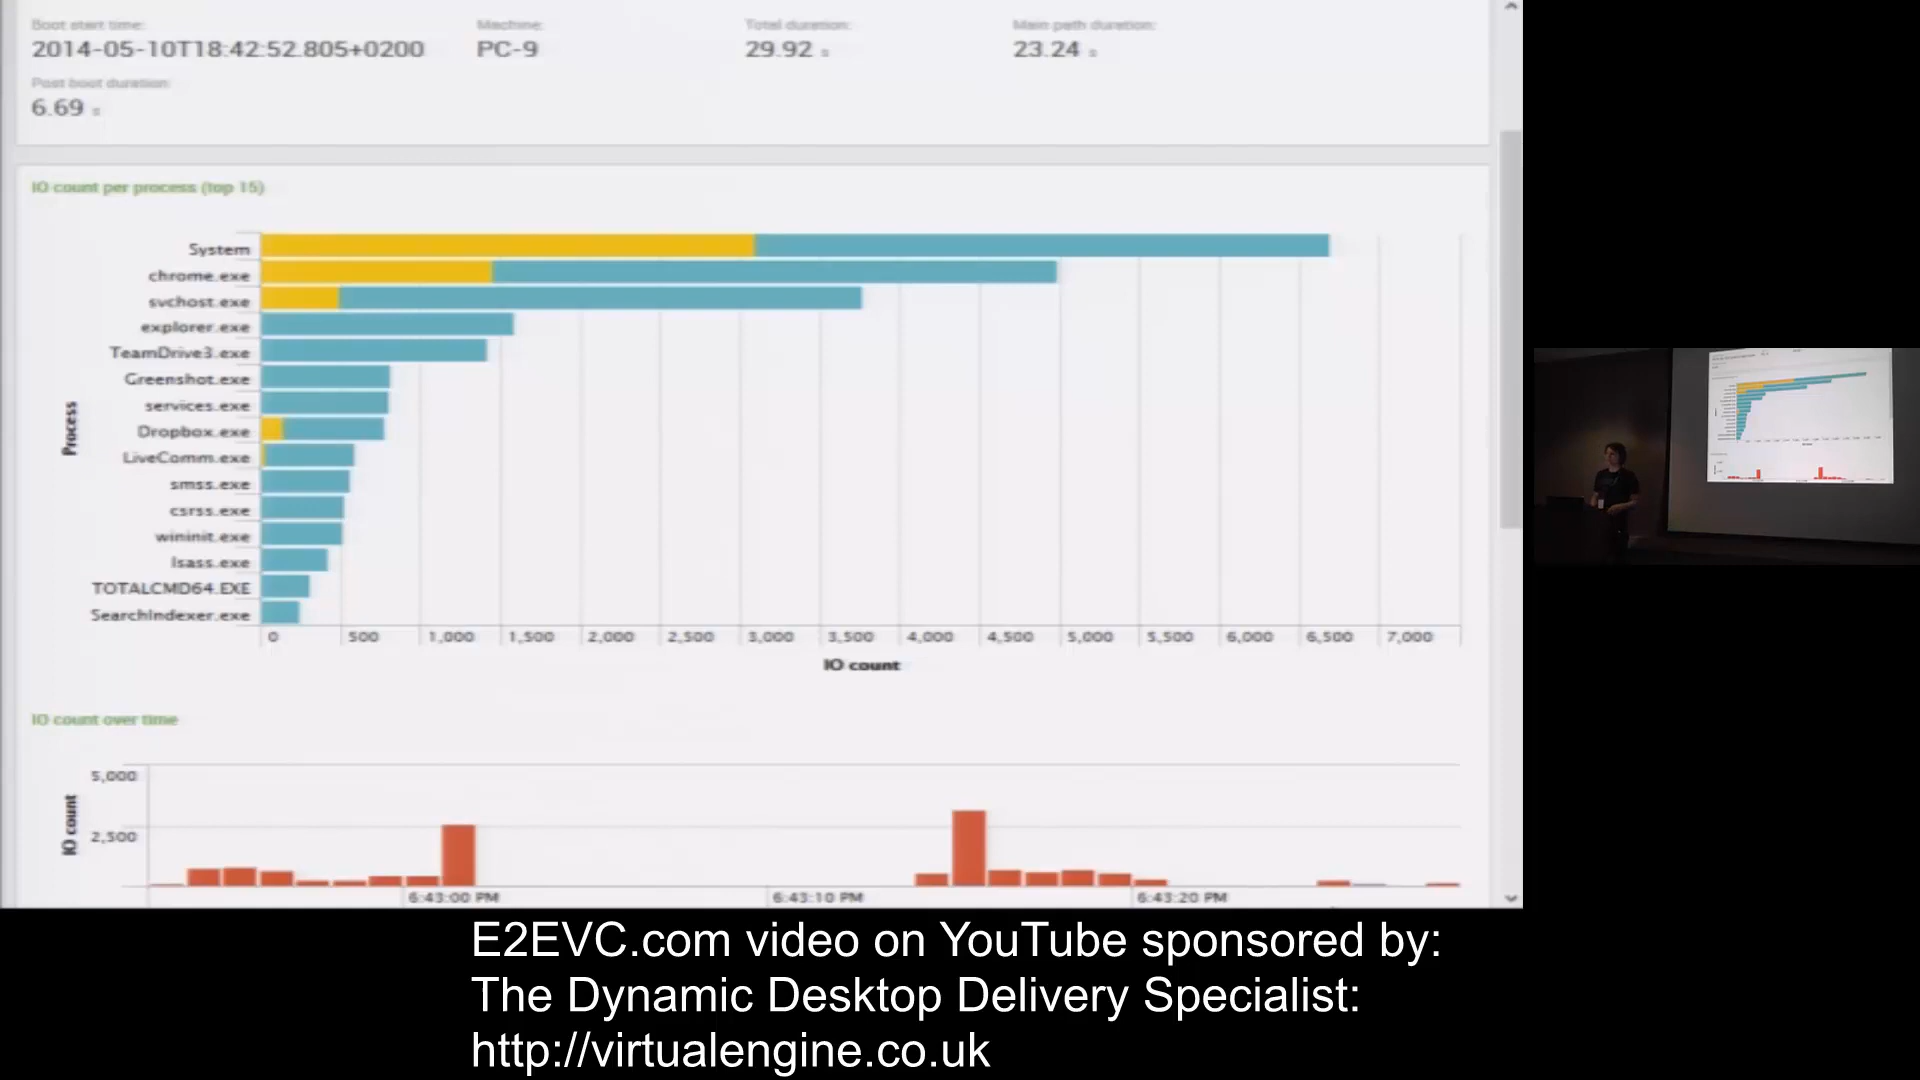 Boot start time: Machine: Total duration: Main path duration:
2014-05-10T18:42:52.805+0200 PC-9 29.92 s 23.24 s
Post boot duration:
6.69 s
IO count per process (top 15)
Process
System
chrome.exe
svchost.exe
explorer.exe
TeamDrive3.exe
Greenshot.exe
services.exe
Dropbox.exe
LiveComm.exe
smss.exe
csrss.exe
wininit.exe
lsass.exe
TOTALCMD64.EXE
SearchIndexer.exe
0 500 1,000 1,500 2,000 2,500 3,000 3,500 4,000 4,500 5,000 5,500 6,000 6,500 7,000
IO count
IO count over time
IO count
5,000
2,500
6:43:00 PM 6:43:10 PM 6:43:20 PM
E2EVC.com video on YouTube sponsored by:
The Dynamic Desktop Delivery Specialist:
http://virtualengine.co.uk